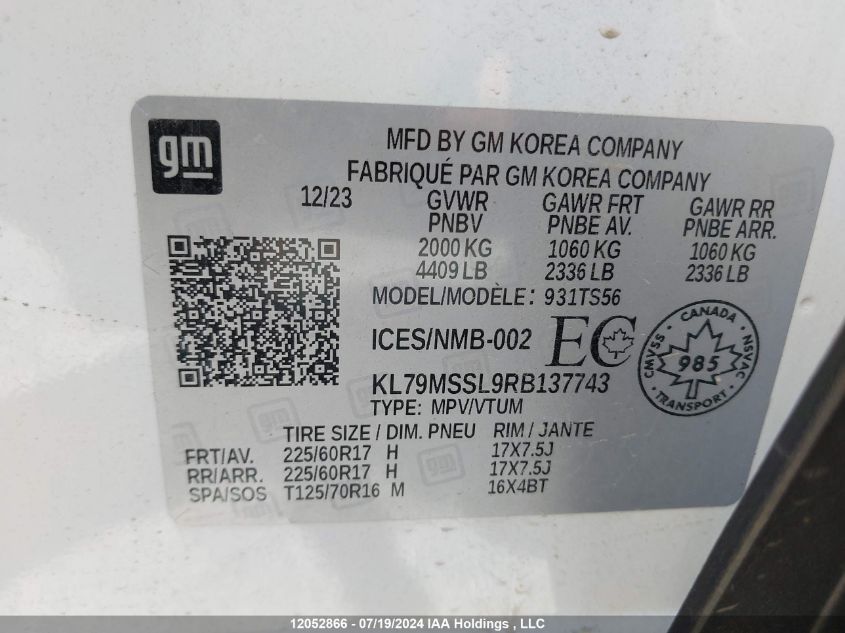 gm
MFD BY GM KOREA COMPANY
FABRIQUÉ PAR GM KOREA COMPANY
12/23 GVWR GAWR FRT GAWR RR
PNBV PNBE AV. PNBE ARR.
2000 KG 1060 KG 1060 KG
4409 LB 2336 LB 2336 LB
MODEL/MODÈLE: 931TS56
ICES/NMB-002 EC
CANADA
CMVSS 985 NSVAC
TRANSPORT
KL79MSSL9RB137743
TYPE: MPV/VTUM
TIRE SIZE / DIM. PNEU RIM / JANTE
FRT/AV. 225/60R17 H 17X7.5J
RR/ARR. 225/60R17 H 17X7.5J
SPA/SOS T125/70R16 M 16X4BT
12052866 - 07/19/2024 IAA Holdings , LLC